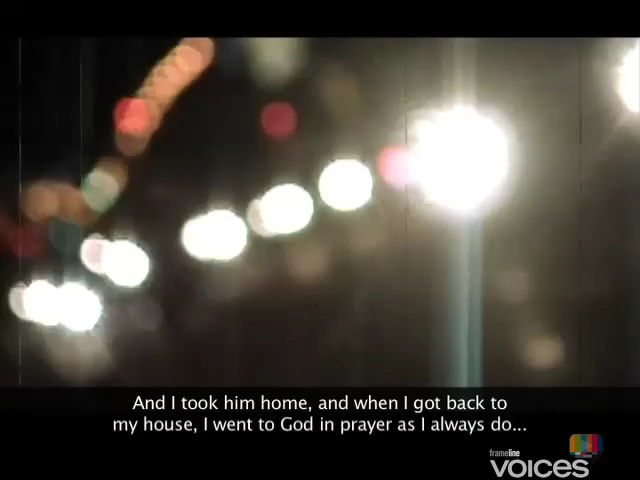 And I took him home, and when I got back to
my house, I went to God in prayer as I always do...
frameline
VOICES